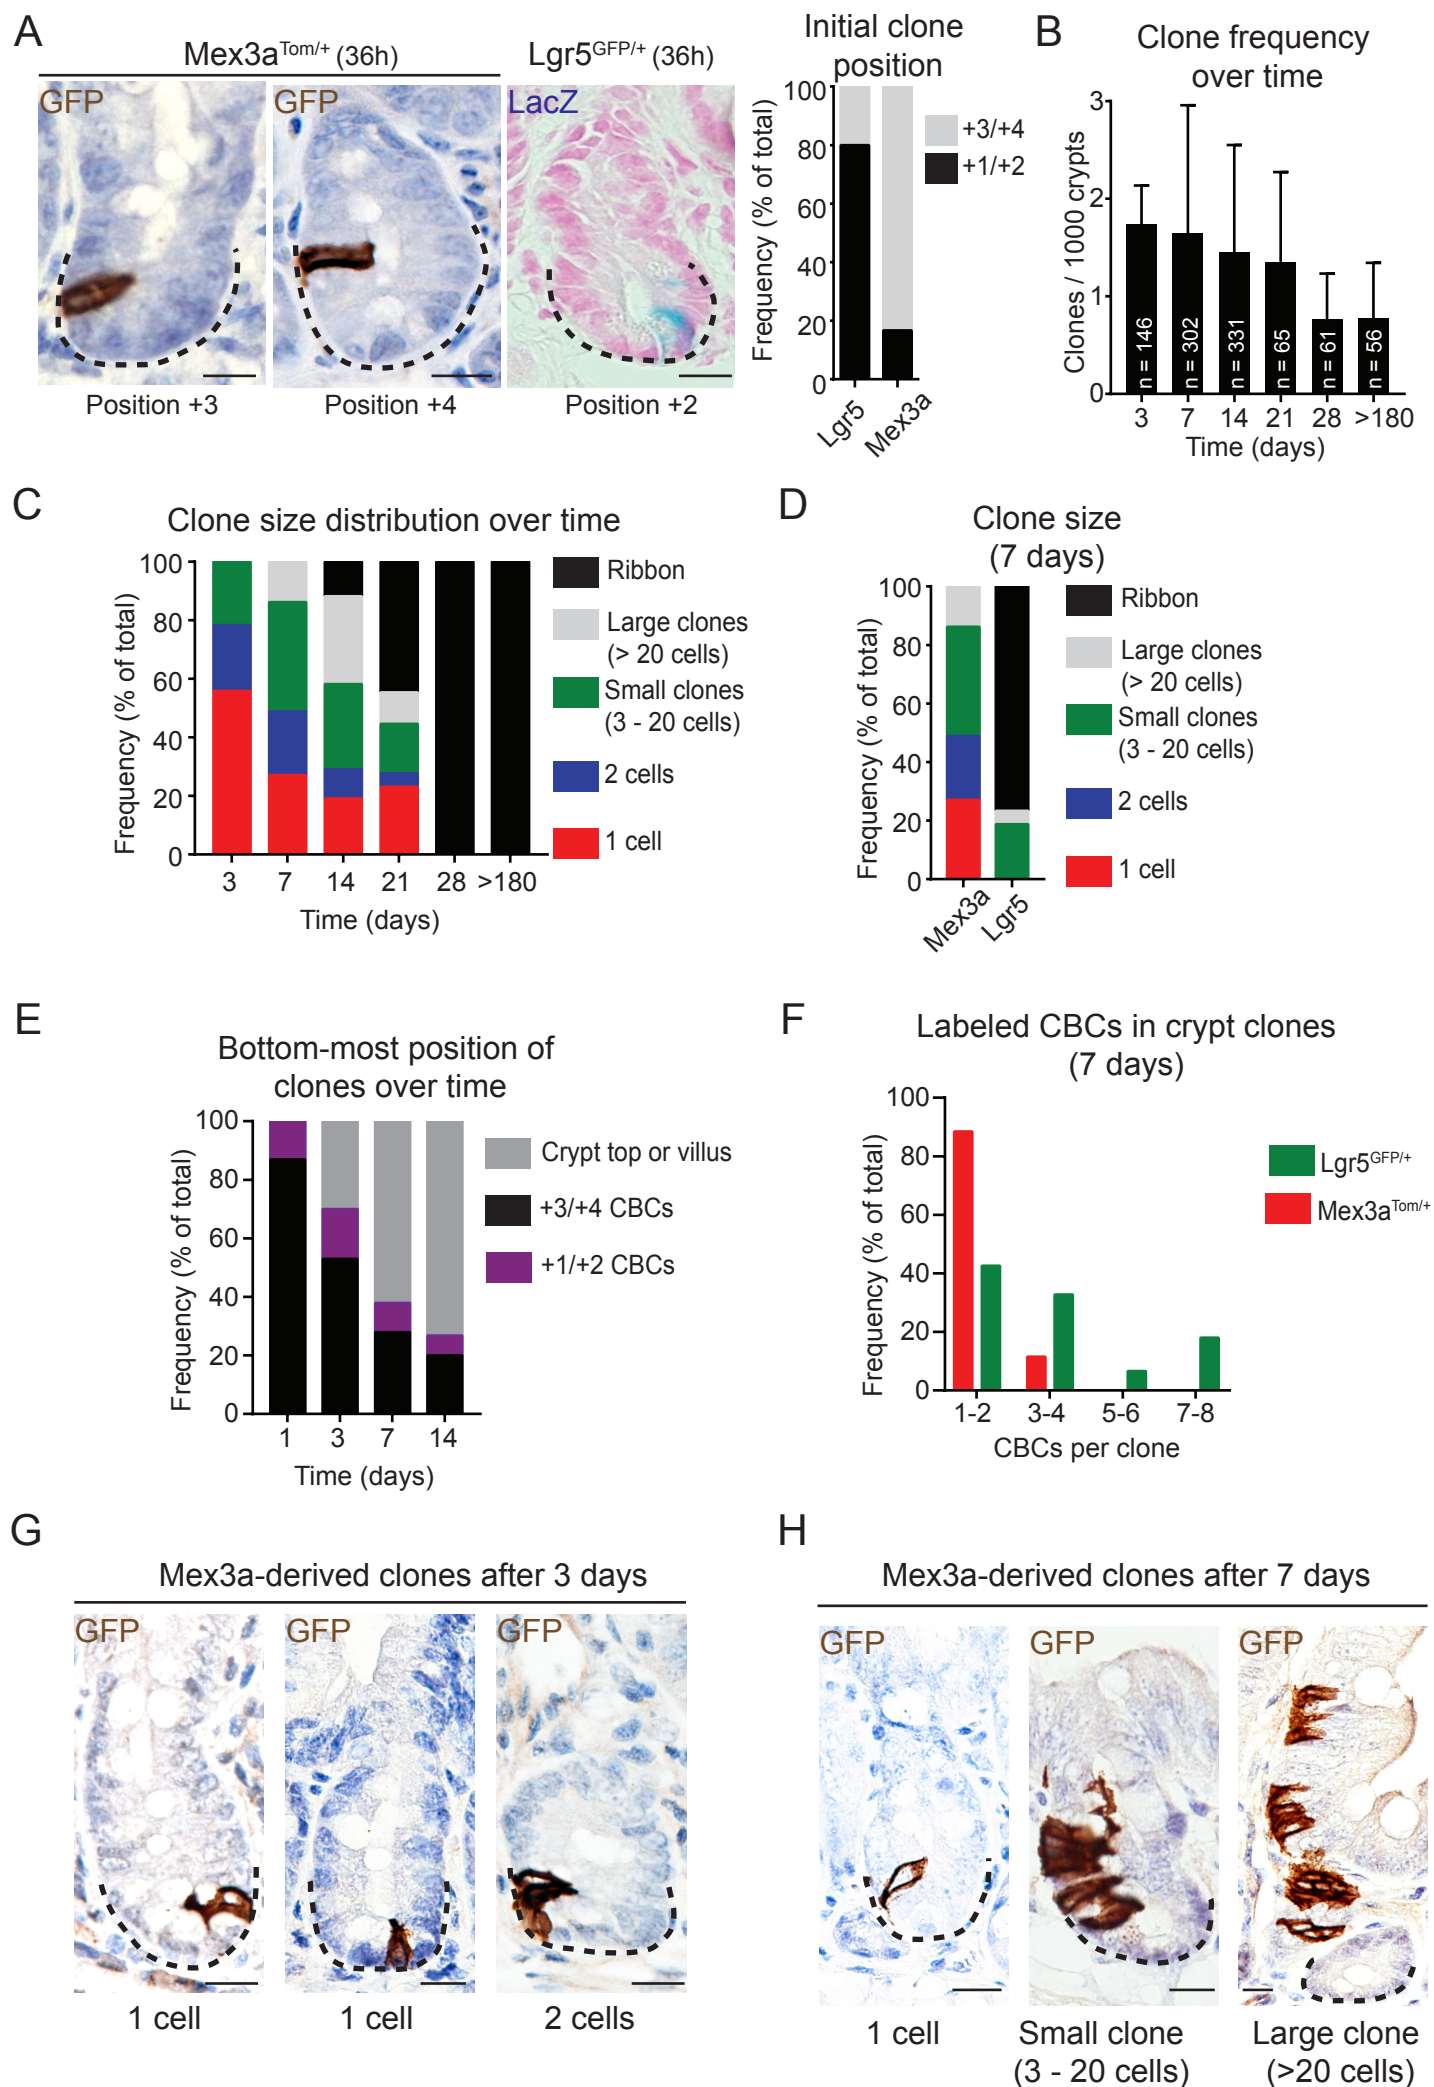 A
Mex3aTom/+ (36h)
Lgr5GFP/+ (36h)
GFP
GFP
LacZ
Position +3
Position +4
Position +2
Initial clone
position
Frequency (% of total)
100
80
60
40
20
0
Lgr5
Mex3a
+3/+4
+1/+2
B
Clone frequency
over time
Clones / 1000 crypts
3
2
1
0
n = 146
n = 302
n = 331
n = 65
n = 61
n = 56
3 7 14 21 28 >180
Time (days)
C
Clone size distribution over time
Frequency (% of total)
100
80
60
40
20
0
3 7 14 21 28 >180
Time (days)
Ribbon
Large clones
(> 20 cells)
Small clones
(3 - 20 cells)
2 cells
1 cell
D
Clone size
(7 days)
Frequency (% of total)
100
80
60
40
20
0
Mex3a
Lgr5
Ribbon
Large clones
(> 20 cells)
Small clones
(3 - 20 cells)
2 cells
1 cell
E
Bottom-most position of
clones over time
Frequency (% of total)
100
80
60
40
20
0
1 3 7 14
Time (days)
Crypt top or villus
+3/+4 CBCs
+1/+2 CBCs
F
Labeled CBCs in crypt clones
(7 days)
Frequency (% of total)
100
80
60
40
20
0
1-2 3-4 5-6 7-8
CBCs per clone
Lgr5GFP/+
Mex3aTom/+
G
Mex3a-derived clones after 3 days
GFP
GFP
GFP
1 cell
1 cell
2 cells
H
Mex3a-derived clones after 7 days
GFP
GFP
GFP
1 cell
Small clone
(3 - 20 cells)
Large clone
(>20 cells)